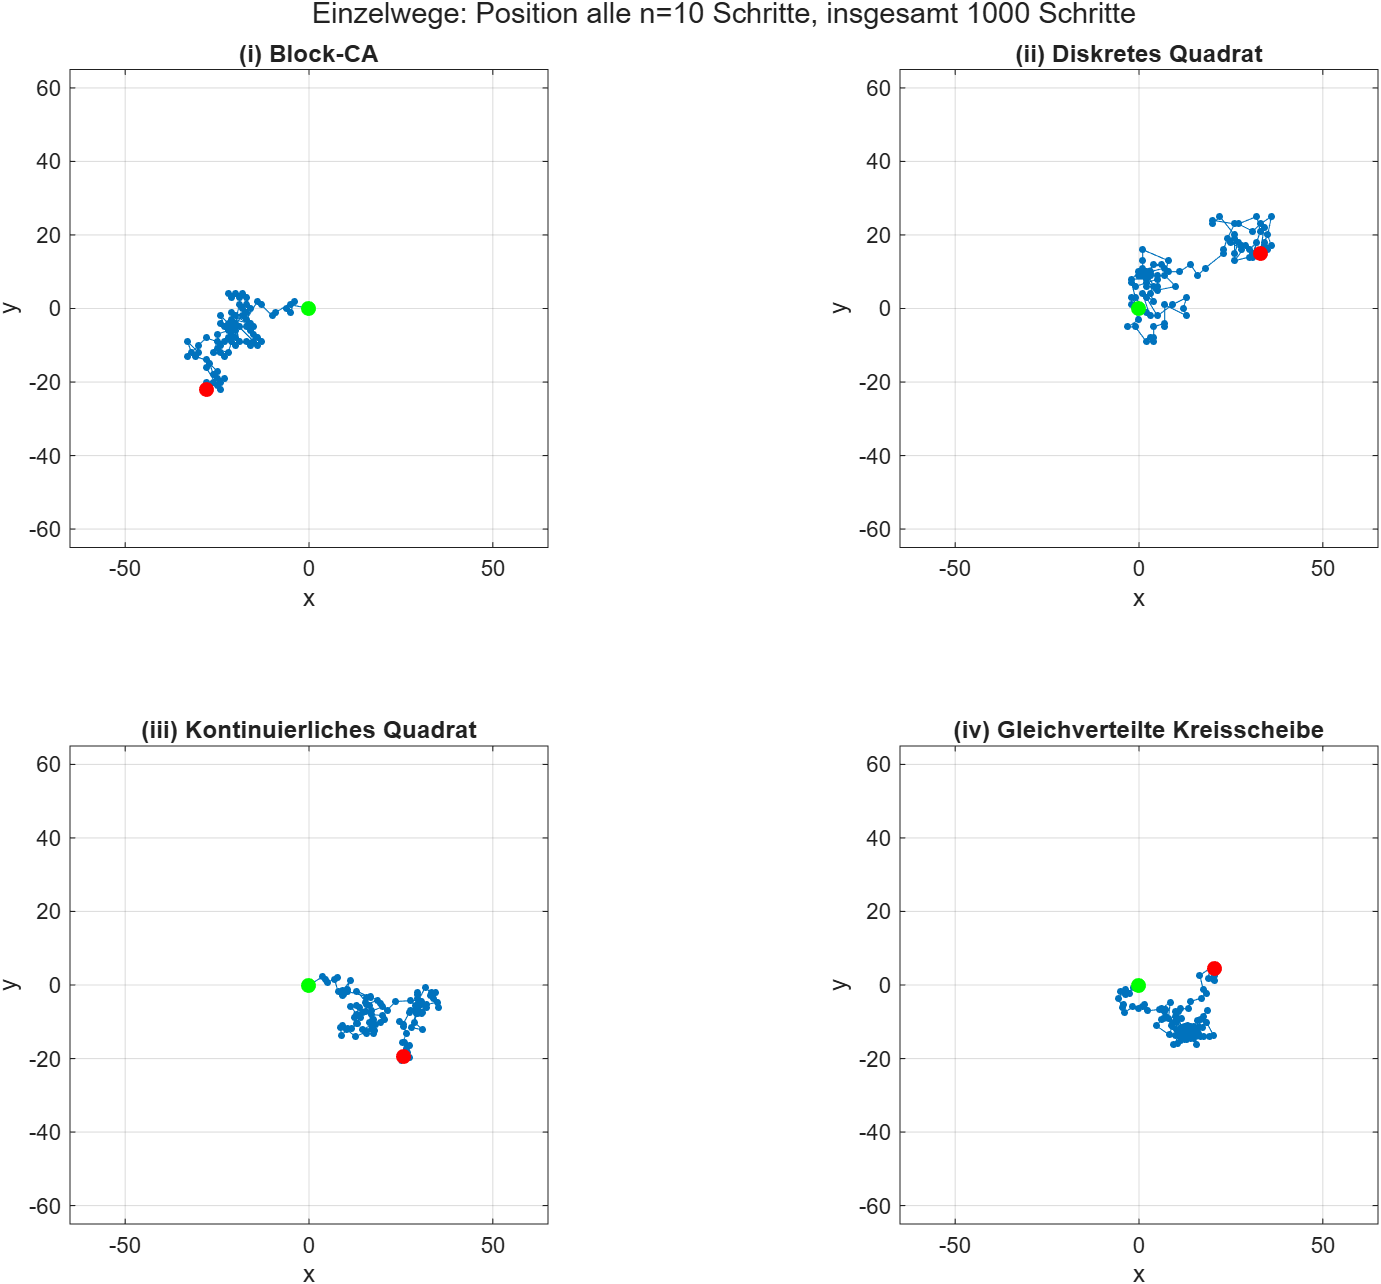 Einzelwege: Position alle n=10 Schritte, insgesamt 1000 Schritte
(i) Block-CA
60
40
20
0
-20
-40
-60
y
-50 0 50
x
(ii) Diskretes Quadrat
60
40
20
0
-20
-40
-60
y
-50 0 50
x
(iii) Kontinuierliches Quadrat
60
40
20
0
-20
-40
-60
y
-50 0 50
x
(iv) Gleichverteilte Kreisscheibe
60
40
20
0
-20
-40
-60
y
-50 0 50
x